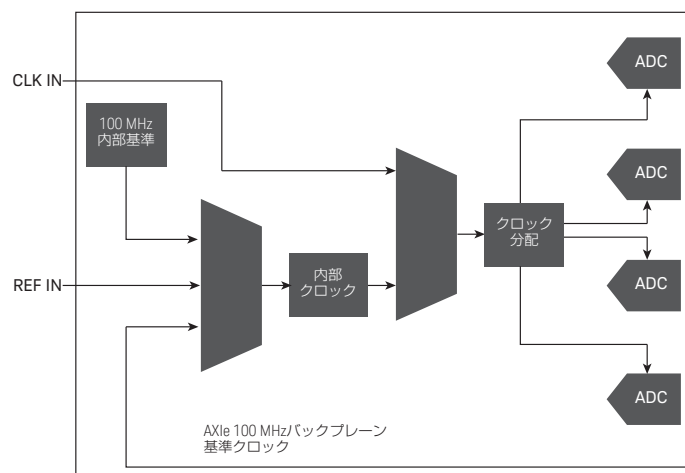 CLK IN
100 MHz
内部基準
REF IN
内部
クロック
クロック
分配
ADC
ADC
ADC
ADC
AXIe 100 MHzバックプレーン
基準クロック